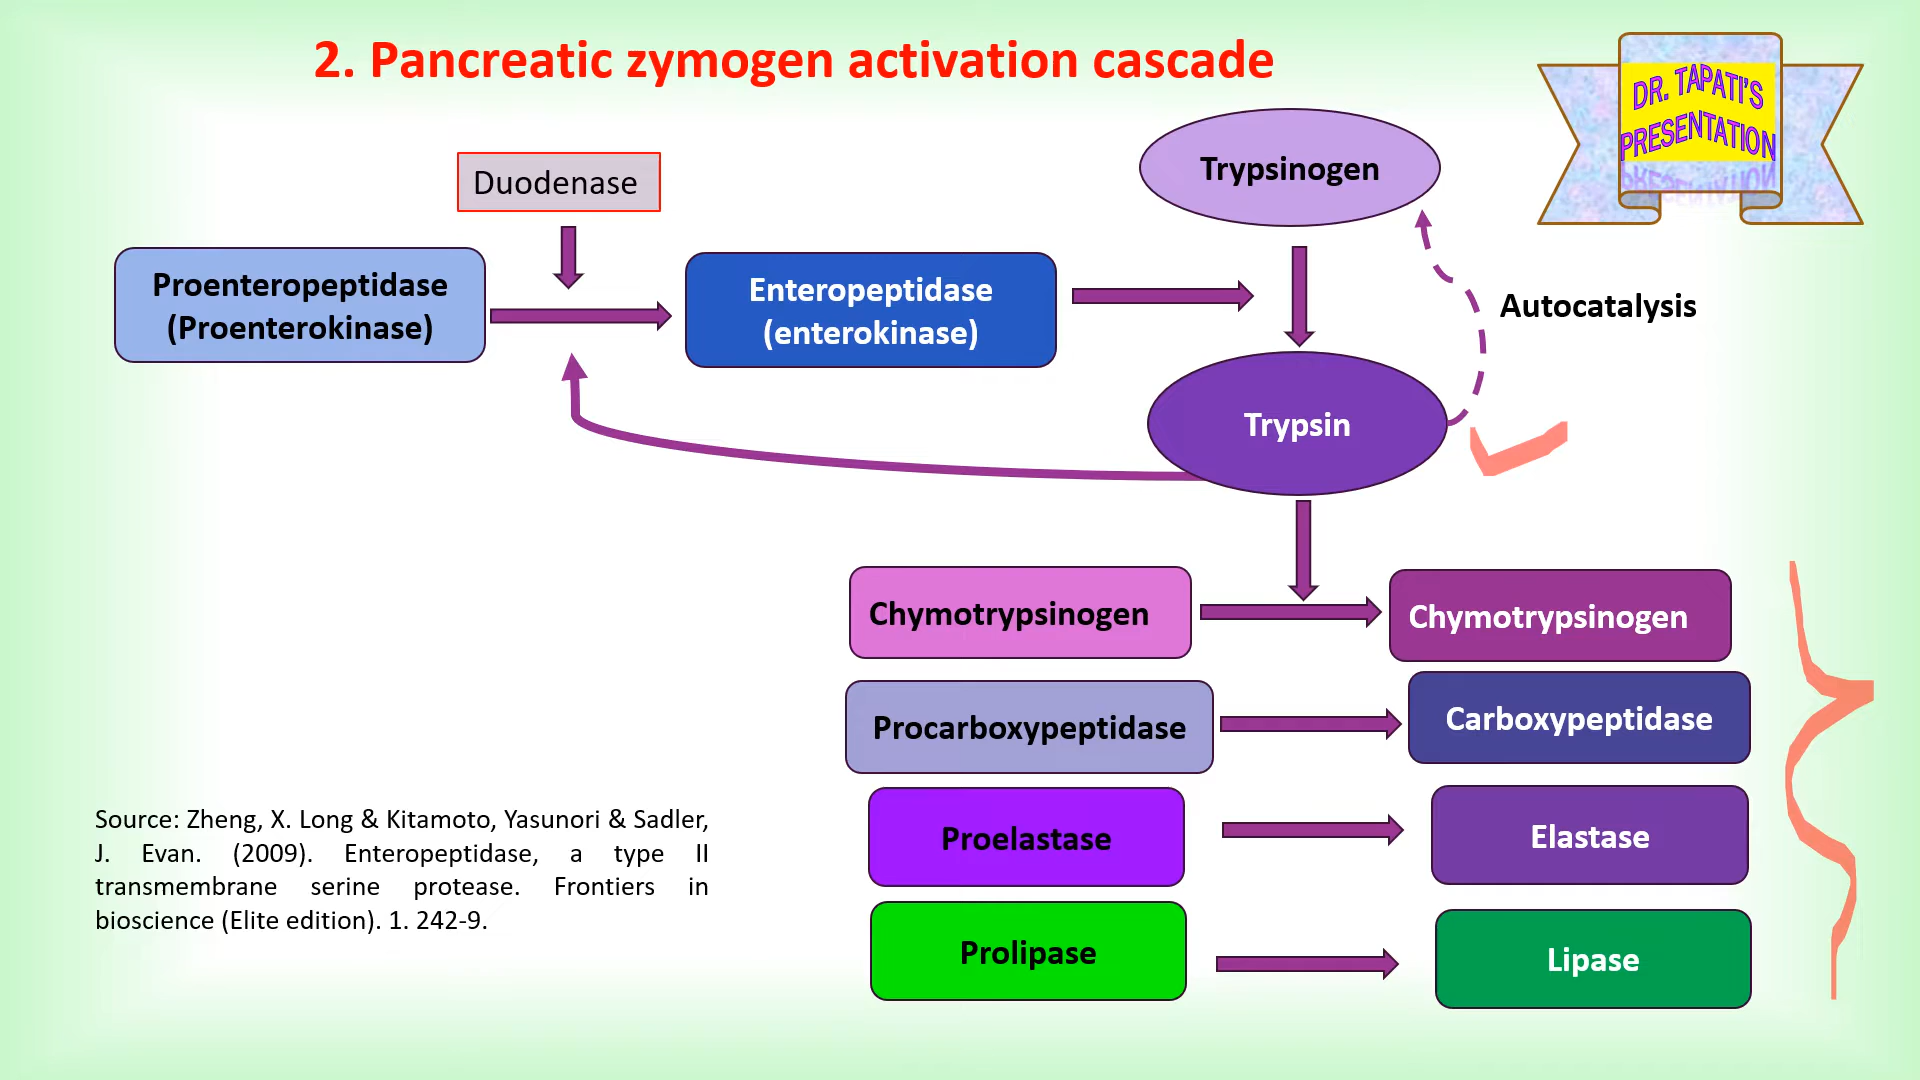 2. Pancreatic zymogen activation cascade
DR. TAPATI'S
PRESENTATION
Duodenase
Trypsinogen
Proenteropeptidase
(Proenterokinase)
Enteropeptidase
(enterokinase)
Autocatalysis
Trypsin
Chymotrypsinogen
Chymotrypsinogen
Procarboxypeptidase
Carboxypeptidase
Proelastase
Elastase
Prolipase
Lipase
Source: Zheng, X. Long & Kitamoto, Yasunori & Sadler,
J. Evan. (2009). Enteropeptidase, a type II
transmembrane serine protease. Frontiers in
bioscience (Elite edition). 1. 242-9.